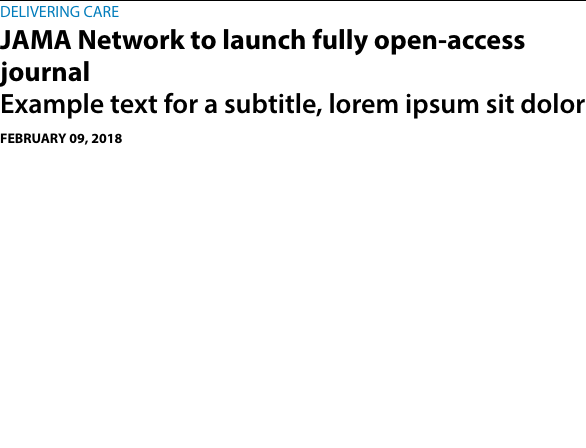 DELIVERING CARE
JAMA Network to launch fully open-access
journal
Example text for a subtitle, lorem ipsum sit dolor
FEBRUARY 09, 2018